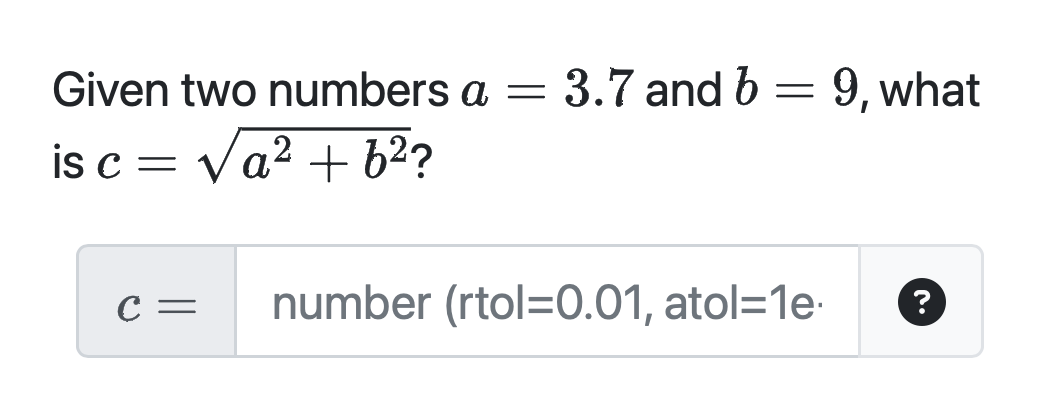 Given two numbers a = 3.7 and b = 9, what
is c = √(a² + b²)?
c = number (rtol=0.01, atol=1e- ?